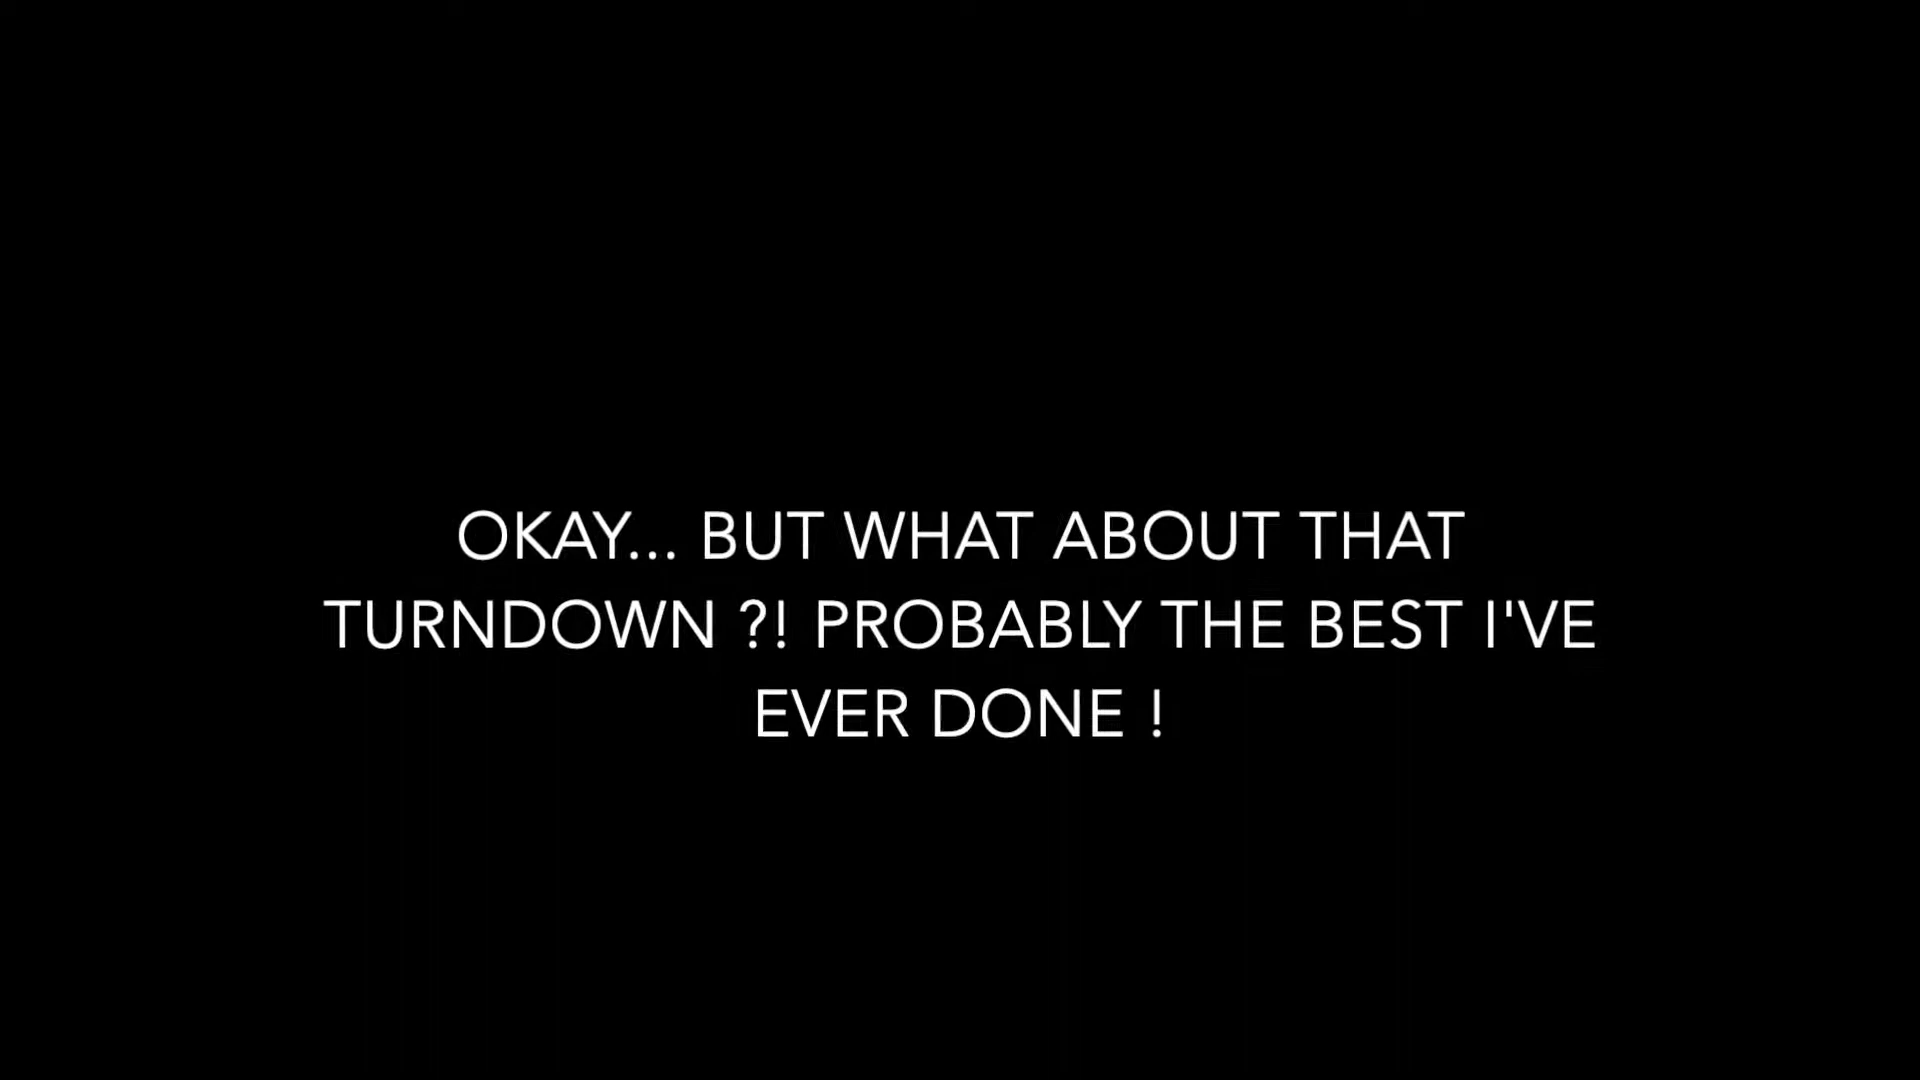 OKAY... BUT WHAT ABOUT THAT
TURNDOWN ?! PROBABLY THE BEST I'VE
EVER DONE !